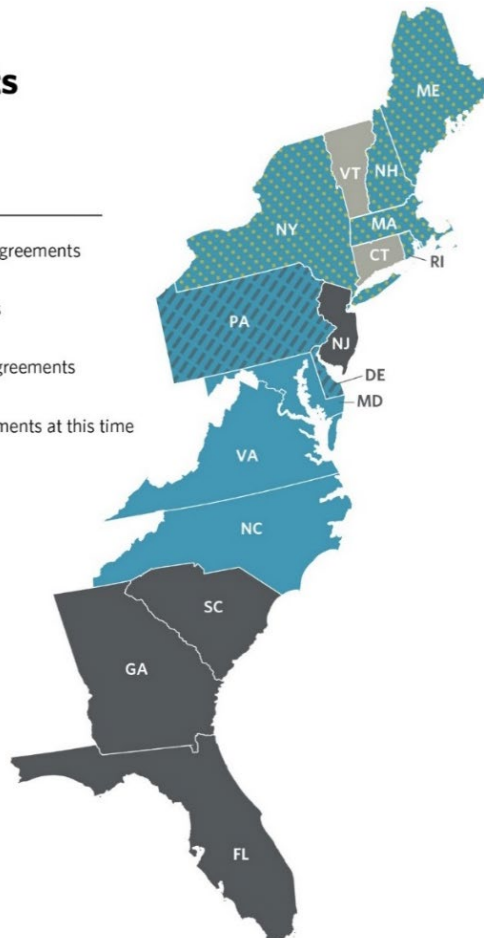 greements
s
greements
ments at this time
ME
VT
NH
NY
MA
CT
RI
PA
NJ
DE
MD
VA
NC
SC
GA
FL